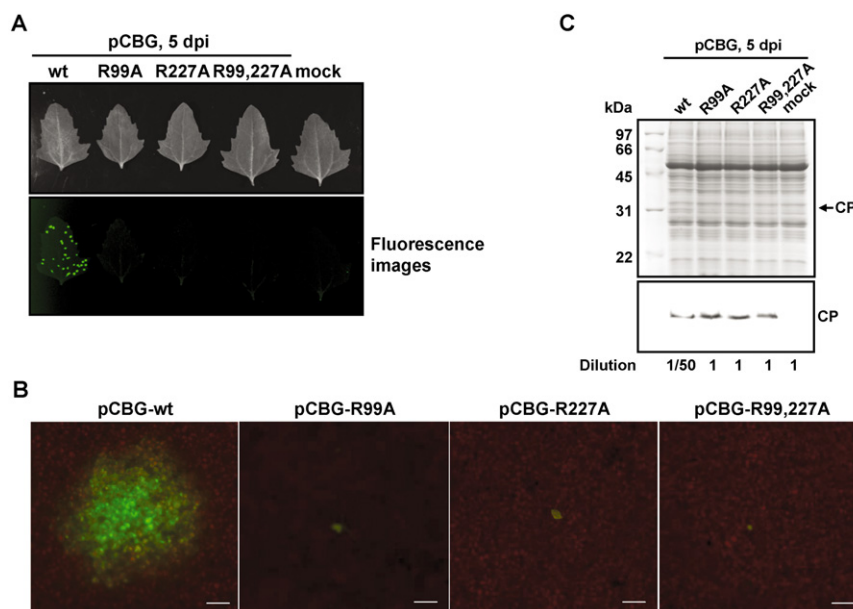 A
pCBG, 5 dpi
wt R99A R227A R99,227A mock
Fluorescence
images
C
pCBG, 5 dpi
kDa wt R99A R227A R99,227A mock
97
66
45
31
22
CP
CP
Dilution 1/50 1 1 1 1
B
pCBG-wt pCBG-R99A pCBG-R227A pCBG-R99,227A